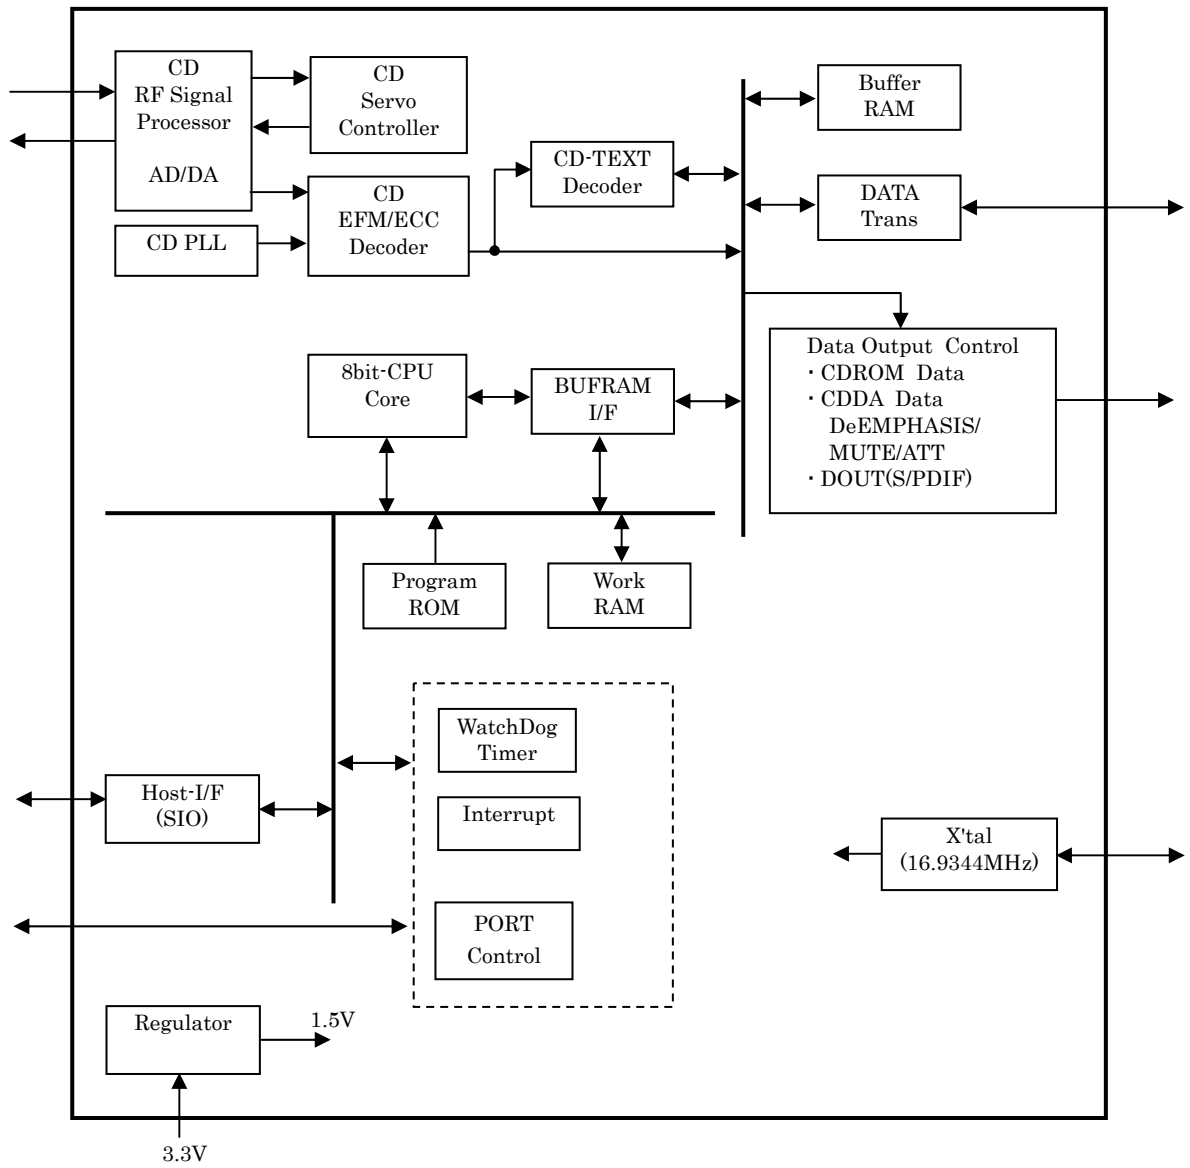 CD
RF Signal
Processor
AD/DA
CD
Servo
Controller
CD
EFM/ECC
Decoder
CD PLL
CD-TEXT
Decoder
Buffer
RAM
DATA
Trans
Data Output Control
・CDROM Data
・CDDA Data
DeEMPHASIS/
MUTE/ATT
・DOUT(S/PDIF)
8bit-CPU
Core
BUFRAM
I/F
Program
ROM
Work
RAM
WatchDog
Timer
Interrupt
PORT
Control
Host-I/F
(SIO)
X'tal
(16.9344MHz)
Regulator
1.5V
3.3V